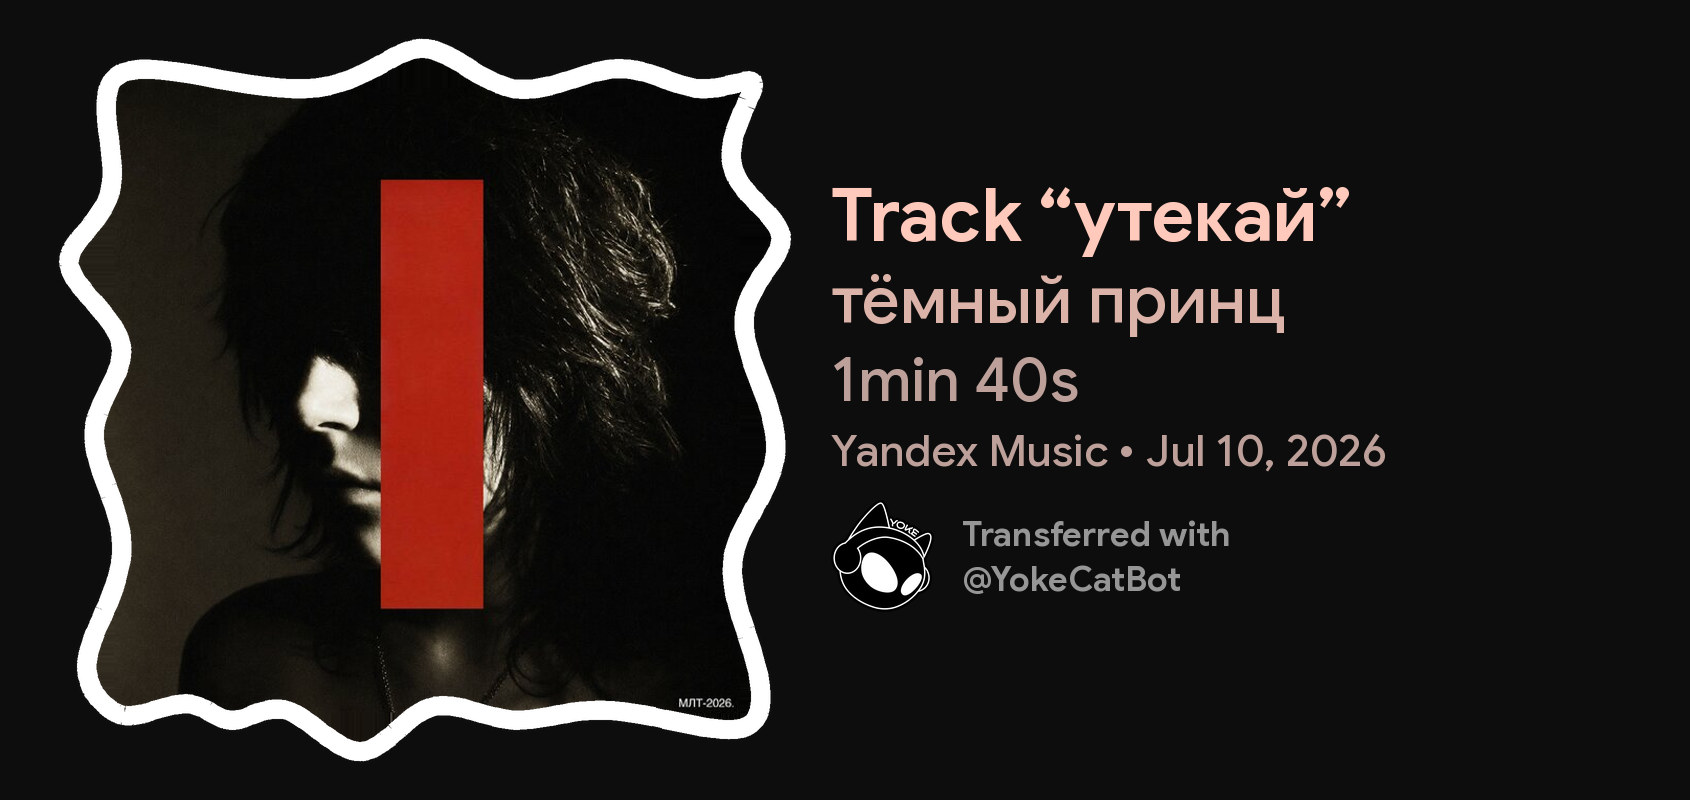 Track “утекай”
тёмный принц
1min 40s
Yandex Music • Jul 10, 2026
YOKE
Transferred with
@YokeCatBot
МЛТ-2026.